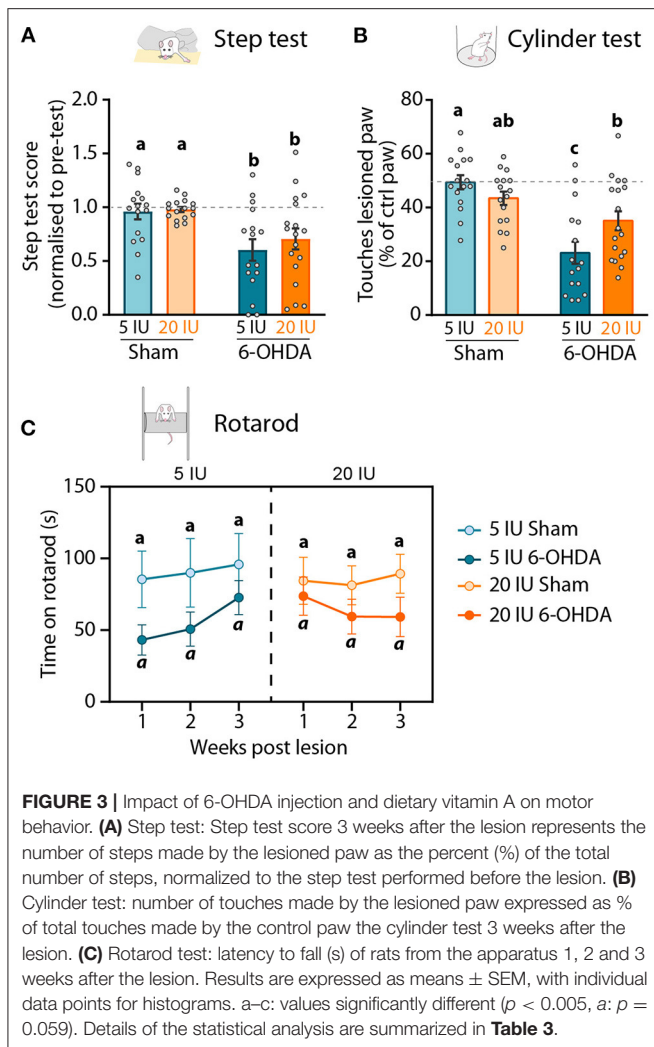 A
Step test
Step test score
(normalised to pre-test)
2.0
1.5
1.0
0.5
0.0
a
a
b
b
5 IU
20 IU
5 IU
20 IU
Sham
6-OHDA
B
Cylinder test
Touches lesioned paw
(% of ctrl paw)
80
60
40
20
0
a
ab
c
b
5 IU
20 IU
5 IU
20 IU
Sham
6-OHDA
C
Rotarod
5 IU
20 IU
Time on rotarod (s)
150
100
50
0
a
a
a
a
a
a
a
a
a
a
a
a
1
2
3
1
2
3
Weeks post lesion
5 IU Sham
5 IU 6-OHDA
20 IU Sham
20 IU 6-OHDA
FIGURE 3 | Impact of 6-OHDA injection and dietary vitamin A on motor
behavior. (A) Step test: Step test score 3 weeks after the lesion represents the
number of steps made by the lesioned paw as the percent (%) of the total
number of steps, normalized to the step test performed before the lesion. (B)
Cylinder test: number of touches made by the lesioned paw expressed as %
of total touches made by the control paw the cylinder test 3 weeks after the
lesion. (C) Rotarod test: latency to fall (s) of rats from the apparatus 1, 2 and 3
weeks after the lesion. Results are expressed as means ± SEM, with individual
data points for histograms. a–c: values significantly different (p < 0.005, a: p =
0.059). Details of the statistical analysis are summarized in Table 3.